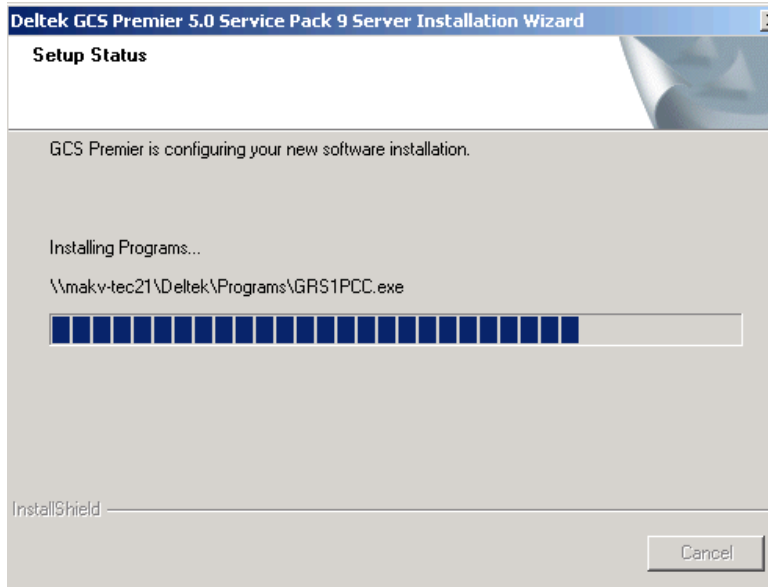 Deltek GCS Premier 5.0 Service Pack 9 Server Installation Wizard
Setup Status
GCS Premier is configuring your new software installation.
Installing Programs...
\\makv-tec21\Deltek\Programs\GRS1PCC.exe
InstallShield
Cancel